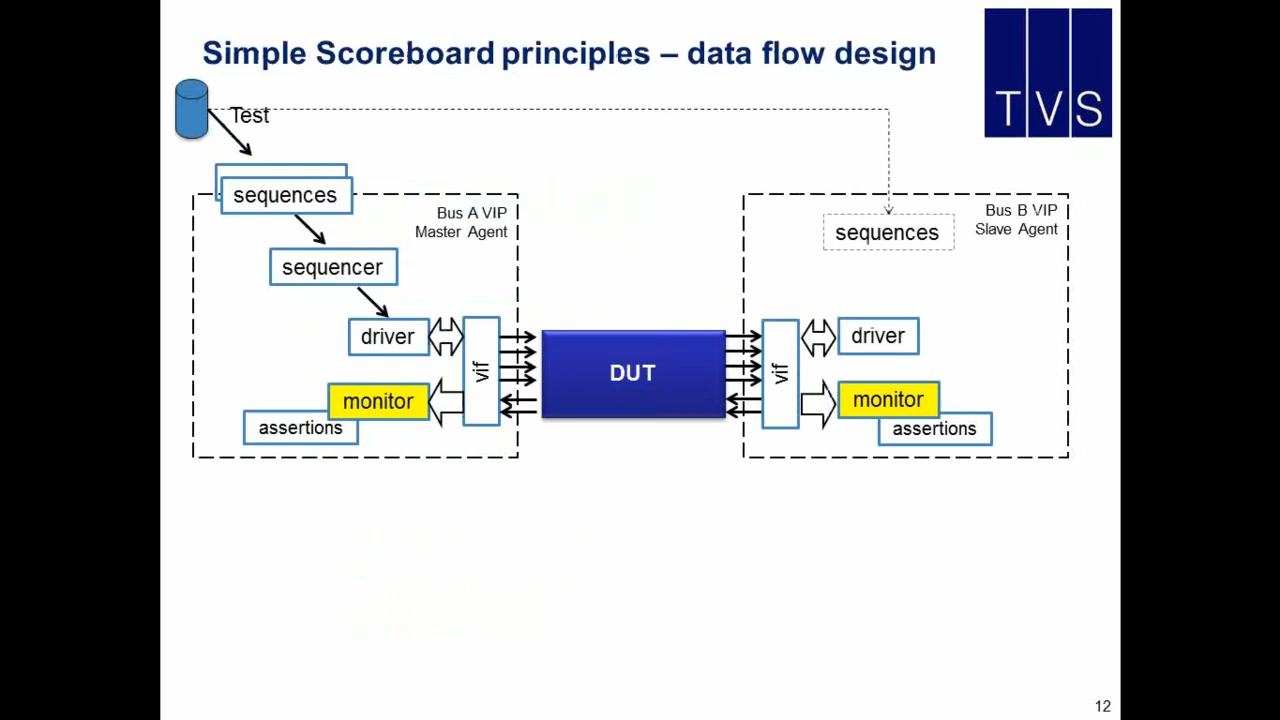 Simple Scoreboard principles – data flow design
TVS
Test
sequences
Bus A VIP
Master Agent
sequencer
driver
vif
monitor
assertions
DUT
Bus B VIP
Slave Agent
sequences
vif
driver
monitor
assertions
12